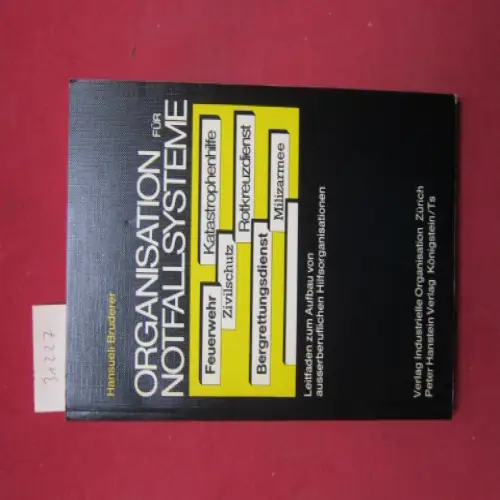 Hansueli Bruderer
ORGANISATION
FÜR
NOTFALLSYSTEME
Feuerwehr
Katastrophenhilfe
Zivilschutz
Rotkreuzdienst
Bergrettungsdienst
Milizarmee
Leitfaden zum Aufbau von
ausserberuflichen Hilfsorganisationen
Verlag Industrielle Organisation Zürich
Peter Hanstein Verlag Königstein/Ts
31227